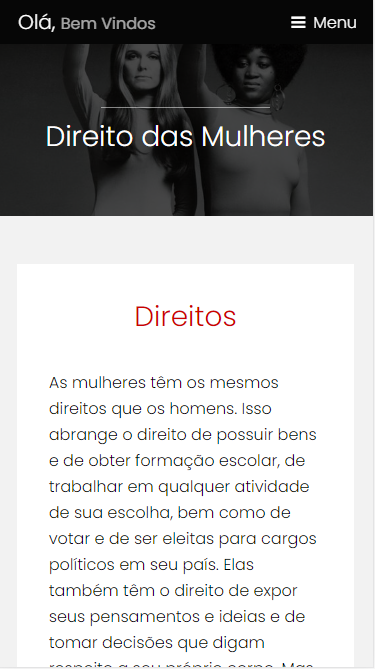 Olá, Bem Vindos
Menu
Direito das Mulheres
Direitos
As mulheres têm os mesmos
direitos que os homens. Isso
abrange o direito de possuir bens
e de obter formação escolar, de
trabalhar em qualquer atividade
de sua escolha, bem como de
votar e de ser eleitas para cargos
políticos em seu país. Elas
também têm o direito de expor
seus pensamentos e ideias e de
tomar decisões que digam
respeito a seu próprio corpo. Mas